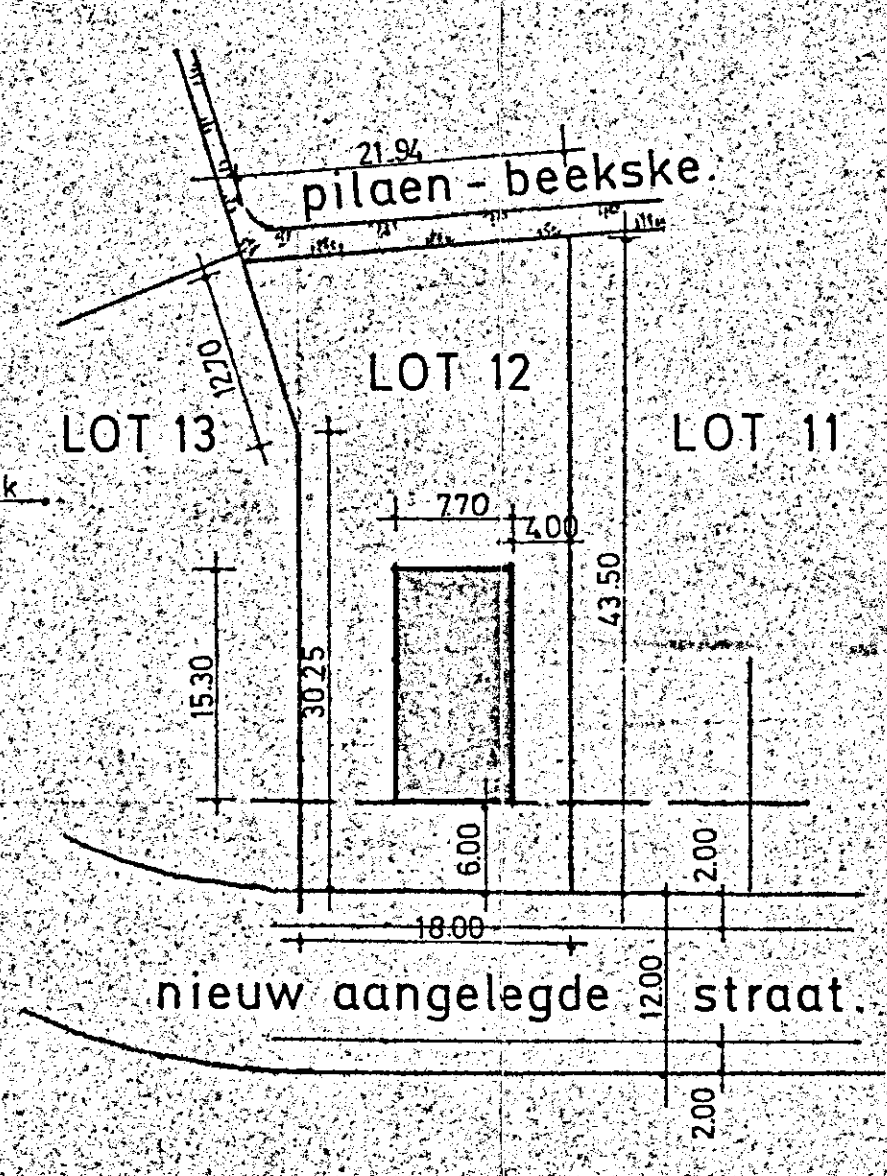 21.94
pilaen - beekske.
12.70
LOT 12
LOT 13
LOT 11
k
7.70
4.00
43.50
15.30
30.25
6.00
2.00
18.00
nieuw aangelegde straat.
12.00
2.00